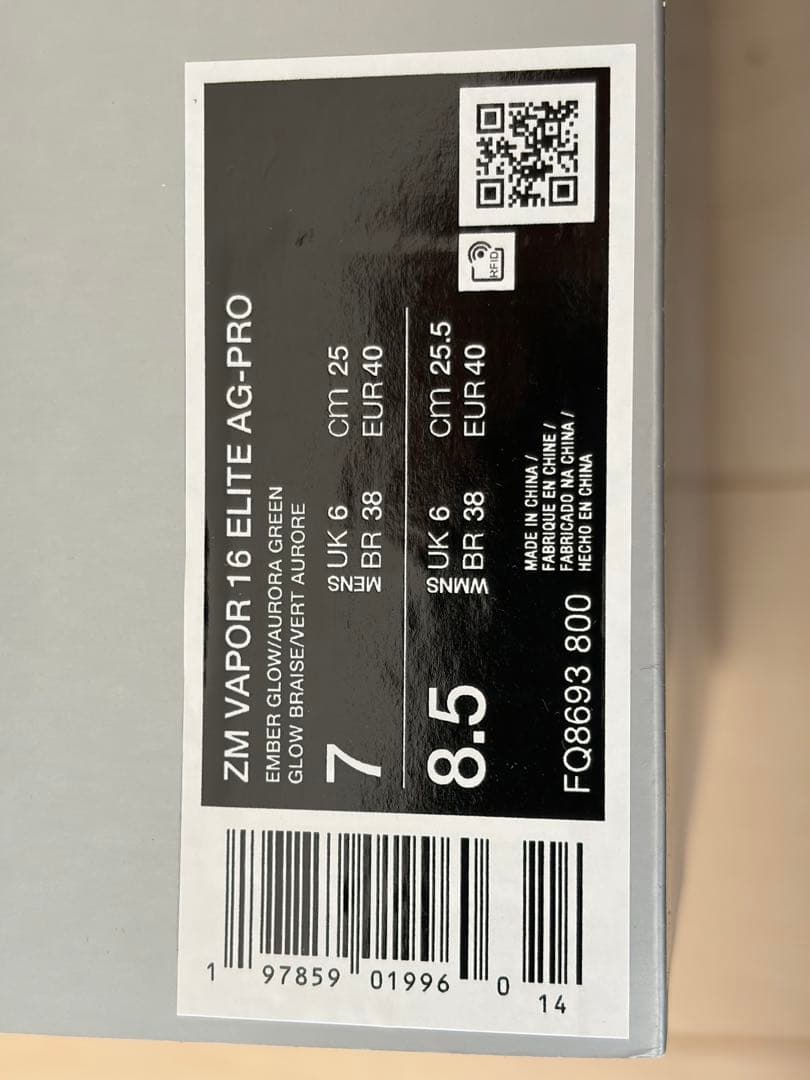 ZM VAPOR 16 ELITE AG-PRO
EMBER GLOW/AURORA GREEN
GLOW BRAISE/VERT AURORE
7 MENS UK 6 cm 25
BR 38 EUR 40
8.5 WMNS UK 6 cm 25.5
BR 38 EUR 40
RFID
MADE IN CHINA /
FABRIQUE EN CHINE /
FABRICADO NA CHINA /
HECHO EN CHINA
FQ8693 800
1 97859 01996 0
14